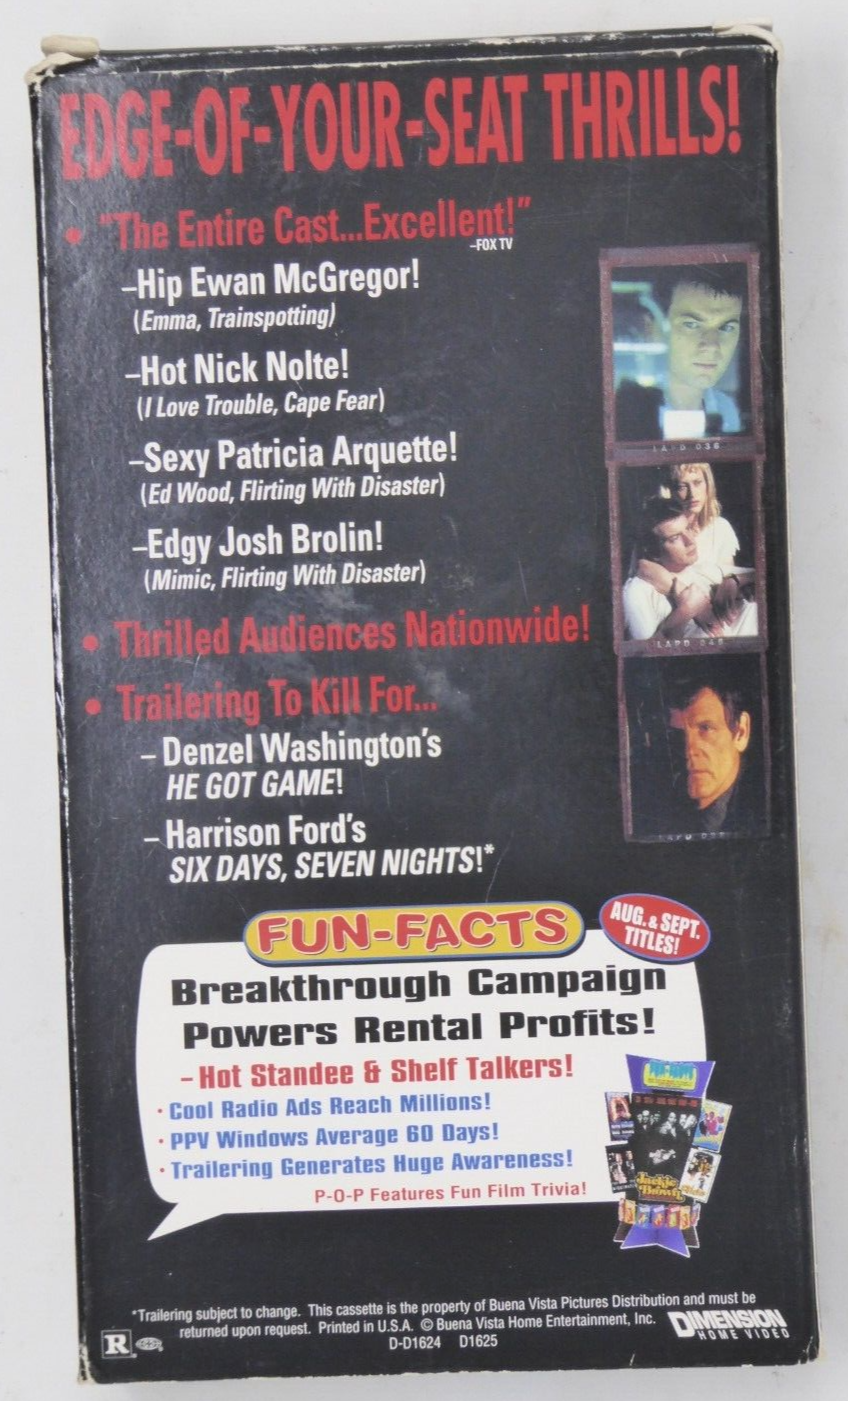 EDGE-OF-YOUR-SEAT THRILLS!
• "The Entire Cast...Excellent!"
–FOX TV
–Hip Ewan McGregor!
(Emma, Trainspotting)
–Hot Nick Nolte!
(I Love Trouble, Cape Fear)
–Sexy Patricia Arquette!
(Ed Wood, Flirting With Disaster)
–Edgy Josh Brolin!
(Mimic, Flirting With Disaster)
• Thrilled Audiences Nationwide!
• Trailering To Kill For...
– Denzel Washington's
HE GOT GAME!
– Harrison Ford's
SIX DAYS, SEVEN NIGHTS!*
LAPD 036
LAPD 045
FUN-FACTS
AUG. & SEPT.
TITLES!
Breakthrough Campaign
Powers Rental Profits!
– Hot Standee & Shelf Talkers!
· Cool Radio Ads Reach Millions!
· PPV Windows Average 60 Days!
· Trailering Generates Huge Awareness!
P-O-P Features Fun Film Trivia!
Jackie
Brown
*Trailering subject to change. This cassette is the property of Buena Vista Pictures Distribution and must be
returned upon request. Printed in U.S.A. © Buena Vista Home Entertainment, Inc.
D-D1624 D1625
R
DIMENSION
HOME VIDEO